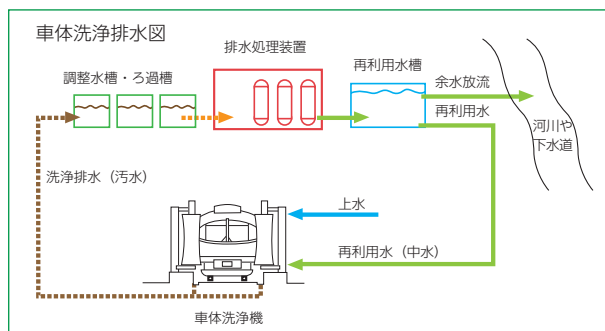 車体洗浄排水図
排水処理装置
調整水槽・ろ過槽
再利用水槽
余水放流
再利用水
河川や
下水道
洗浄排水（汚水）
上水
再利用水（中水）
車体洗浄機